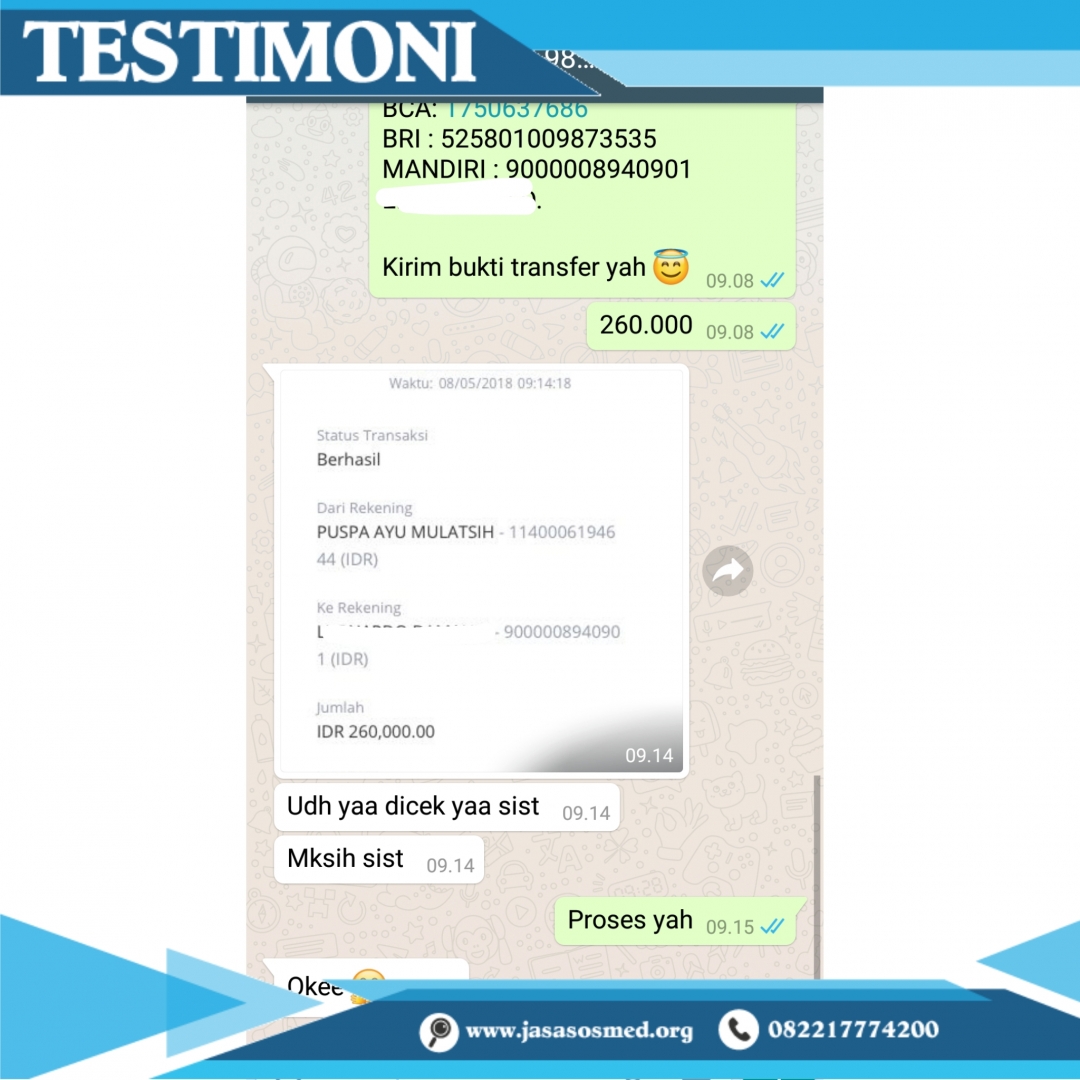 TESTIMONI
98...
BCA: 1750637686
BRI : 525801009873535
MANDIRI : 9000008940901
Kirim bukti transfer yah 😇 09.08
260.000 09.08
Waktu: 08/05/2018 09:14:18
Status Transaksi
Berhasil
Dari Rekening
PUSPA AYU MULATSIH - 11400061946
44 (IDR)
Ke Rekening
- 900000894090
1 (IDR)
Jumlah
IDR 260,000.00
09.14
Udh yaa dicek yaa sist 09.14
Mksih sist 09.14
Proses yah 09.15
Okee
www.jasasosmed.org 082217774200